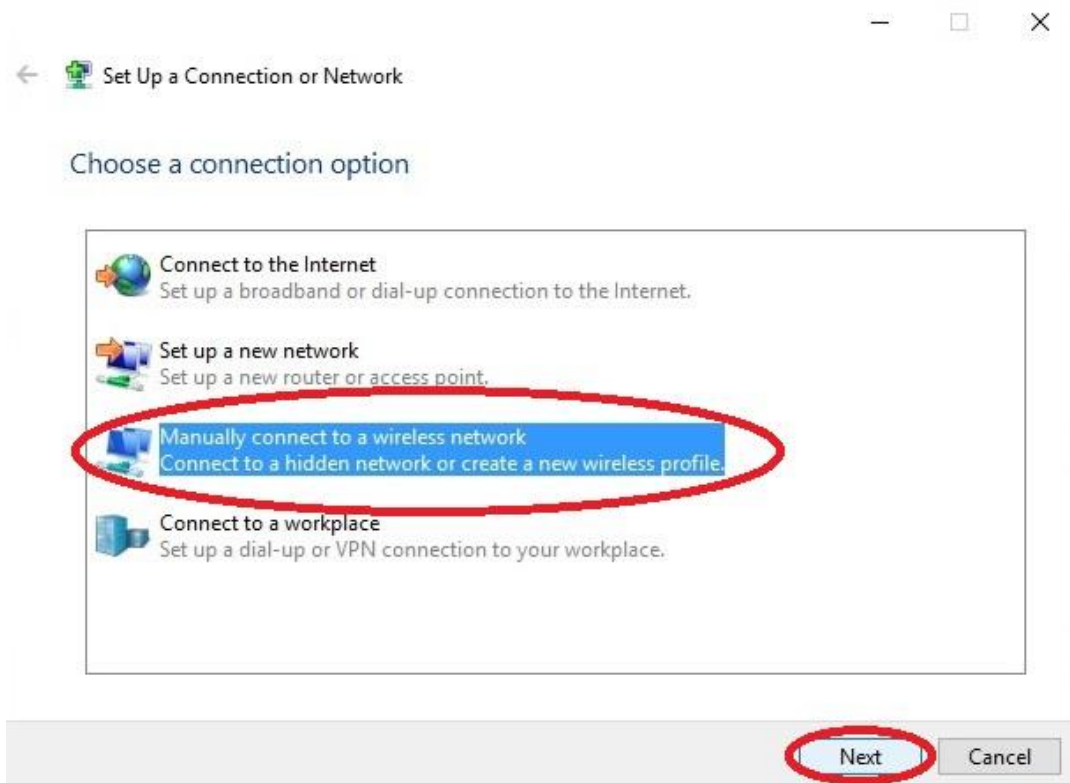 Set Up a Connection or Network
Choose a connection option
Connect to the Internet
Set up a broadband or dial-up connection to the Internet.
Set up a new network
Set up a new router or access point.
Manually connect to a wireless network
Connect to a hidden network or create a new wireless profile.
Connect to a workplace
Set up a dial-up or VPN connection to your workplace.
Next Cancel